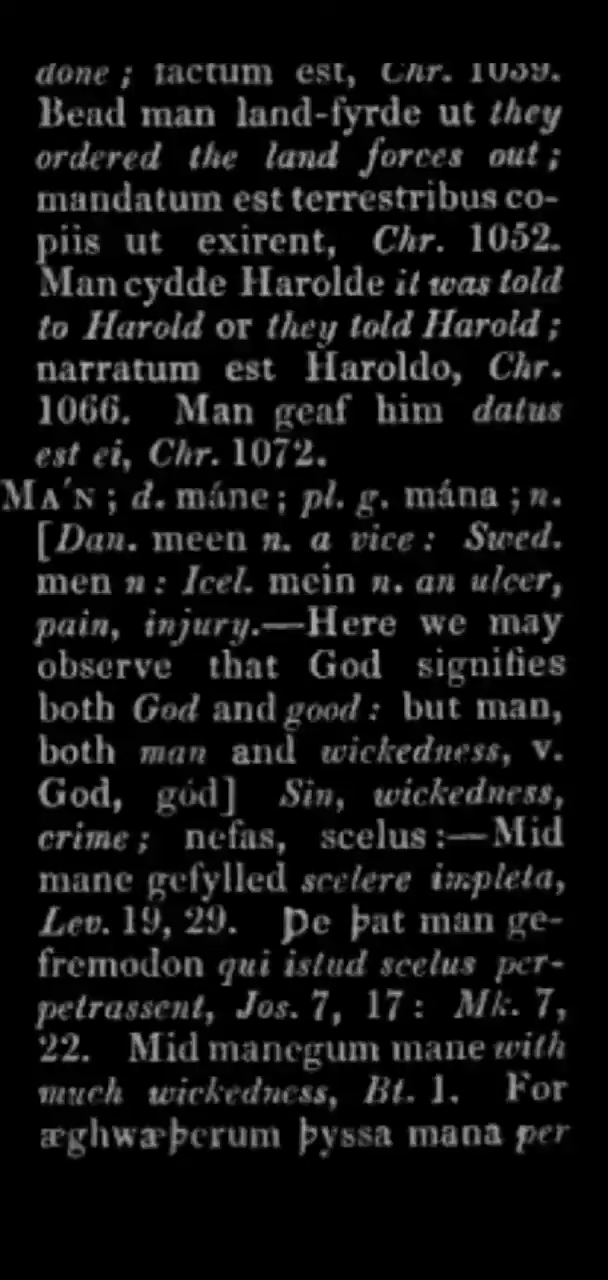 done; factum est, Chr. 1039.
Bead man land-fyrde ut they
ordered the land forces out;
mandatum est terrestribus co-
piis ut exirent, Chr. 1052.
Man cydde Harolde it was told
to Harold or they told Harold;
narratum est Haroldo, Chr.
1066. Man geaf him datus
est ei, Chr. 1072.
MA'N; d. máne; pl. g. mána; n.
[Dan. meen n. a vice: Swed.
men n: Icel. mein n. an ulcer,
pain, injury.—Here we may
observe that God signifies
both God and good: but man,
both man and wickedness, v.
God, gód] Sin, wickedness,
crime; nefas, scelus:—Mid
mane gefylled scelere impleta,
Lev. 19, 29. Þe þat man ge-
fremodon qui istud scelus per-
petrassent, Jos. 7, 17: Mk. 7,
22. Mid manegum mane with
much wickedness, Bt. 1. For
æghwæþerum þyssa mana per